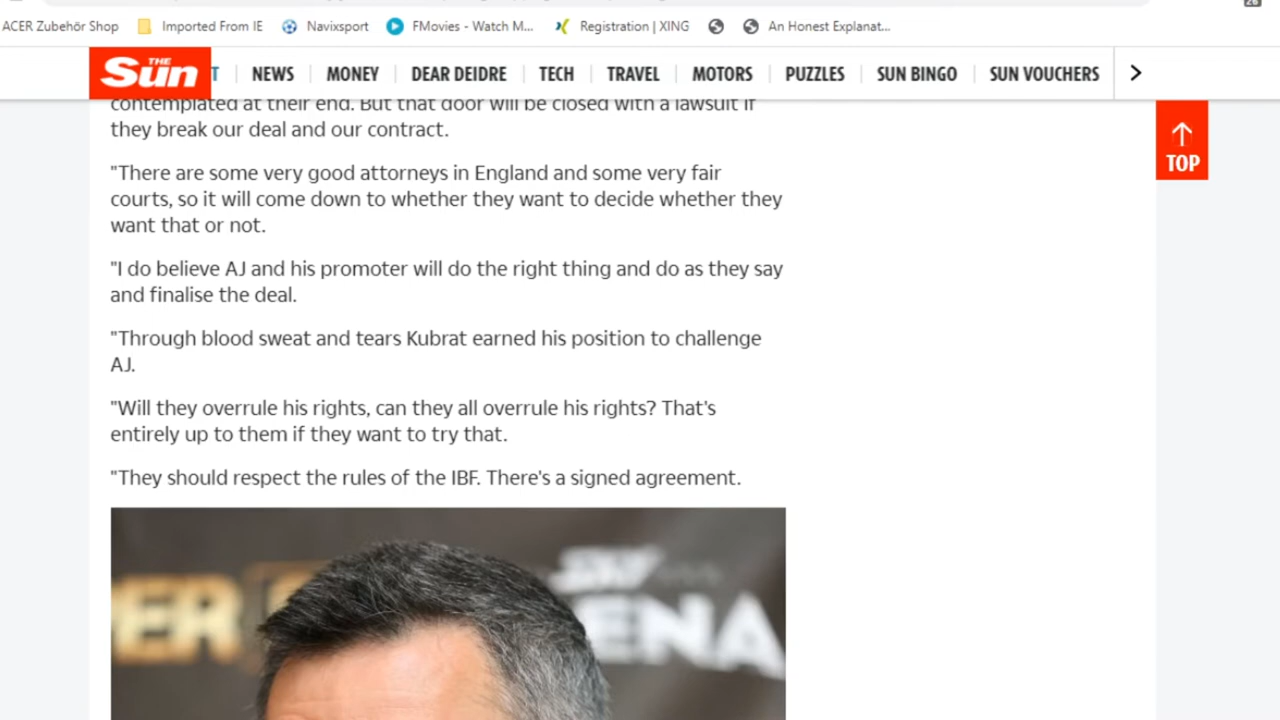 26
ACER Zubehör Shop
Imported From IE
Navixsport
FMovies - Watch M...
Registration | XING
An Honest Explanat...
THE
Sun
T
NEWS
MONEY
DEAR DEIDRE
TECH
TRAVEL
MOTORS
PUZZLES
SUN BINGO
SUN VOUCHERS
contemplated at their end. But that door will be closed with a lawsuit if
they break our deal and our contract.
"There are some very good attorneys in England and some very fair
courts, so it will come down to whether they want to decide whether they
want that or not.
"I do believe AJ and his promoter will do the right thing and do as they say
and finalise the deal.
"Through blood sweat and tears Kubrat earned his position to challenge
AJ.
"Will they overrule his rights, can they all overrule his rights? That's
entirely up to them if they want to try that.
"They should respect the rules of the IBF. There's a signed agreement.
TOP
PER
SKY
ENA